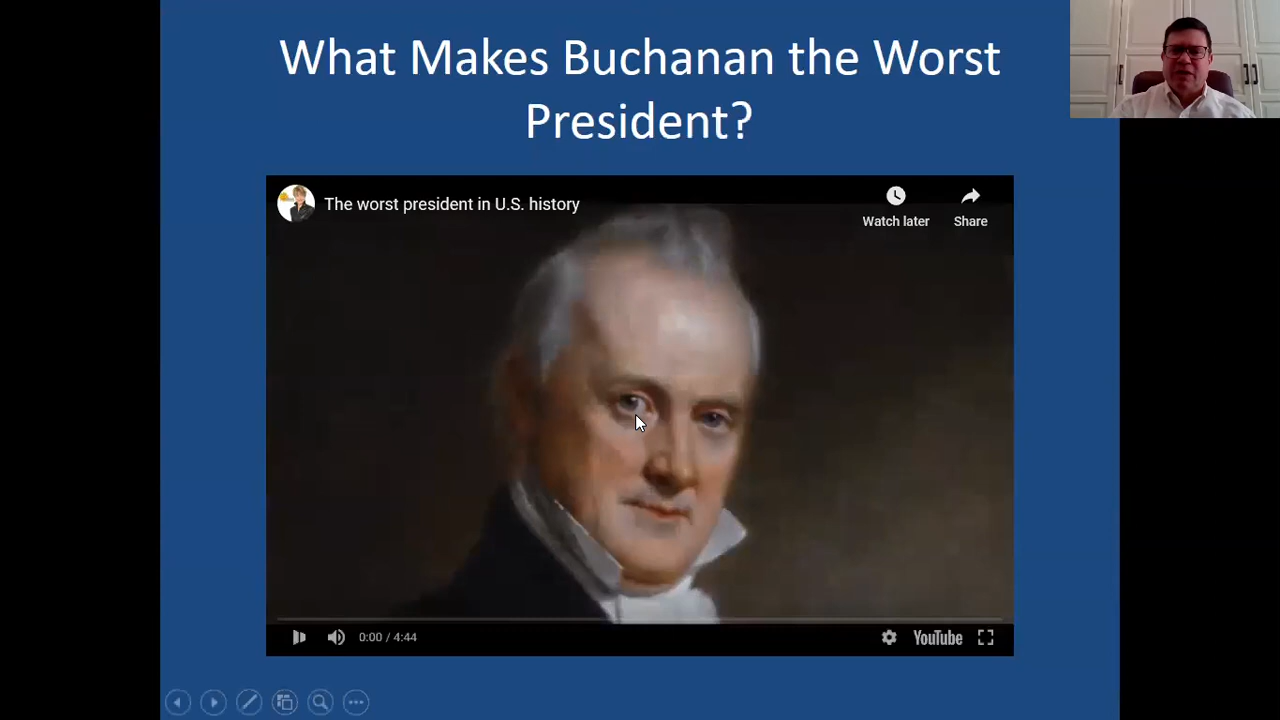 What Makes Buchanan the Worst
President?
The worst president in U.S. history
Watch later
Share
0:00 / 4:44
YouTube